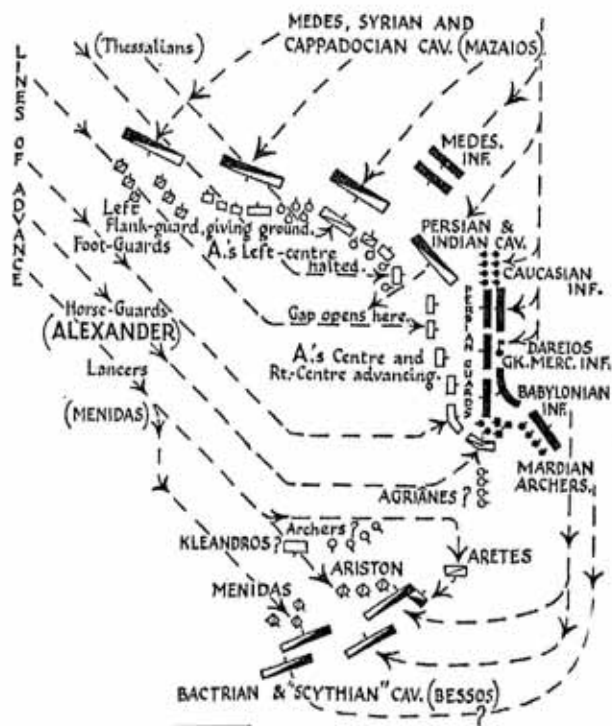 MEDES, SYRIAN AND
CAPPADOCIAN CAV. (MAZAIOS)
(Thessalians)
LINES OF ADVANCE
MEDES.
INF.
Left
Flank-guard, giving ground.
PERSIAN &
INDIAN CAV.
A.'s Left-centre
halted.
Foot-Guards
CAUCASIAN
INF.
Gap opens here.
PERSIAN GUARDS
Horse-Guards
(ALEXANDER)
DAREIOS
GK. MERC. INF.
A.'s Centre and
Rt.-Centre advancing.
Lancers
BABYLONIAN
INF.
(MENIDAS)
MARDIAN
ARCHERS.
AGRIANES?
Archers?
KLEANDROS?
ARISTON
ARETES
MENIDAS
BACTRIAN & "SCYTHIAN" CAV. (BESSOS)
?